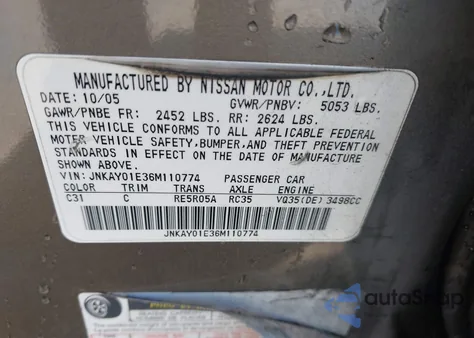 MANUFACTURED BY NISSAN MOTOR CO.,LTD.
DATE: 10/05 GVWR/PNBV: 5053 LBS.
GAWR/PNBE FR: 2452 LBS. RR: 2624 LBS.
THIS VEHICLE CONFORMS TO ALL APPLICABLE FEDERAL
MOTOR VEHICLE SAFETY,BUMPER,AND THEFT PREVENTION
STANDARDS IN EFFECT ON THE DATE OF MANUFACTURE
SHOWN ABOVE.
VIN: JNKAY01E36M110774 PASSENGER CAR
COLOR TRIM TRANS AXLE ENGINE
C31 C RE5R05A RC35 VQ35(DE)3498CC
JNKAY01E36M110774
autoSnap